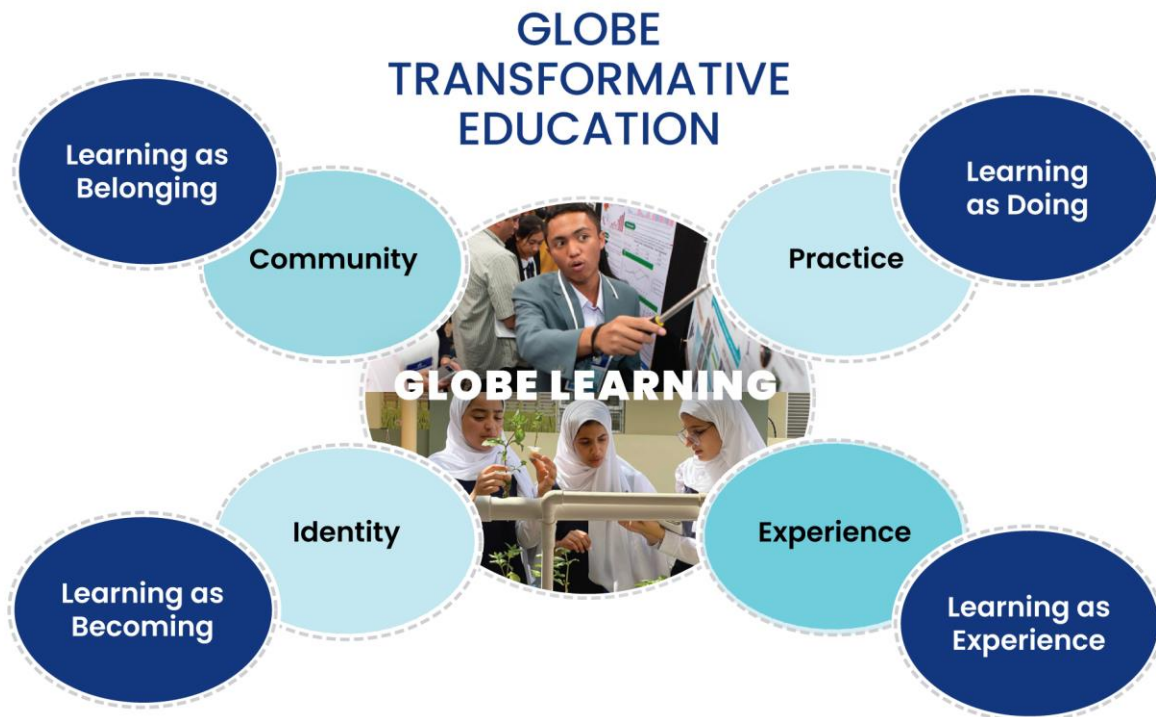 GLOBE
TRANSFORMATIVE
EDUCATION
Learning as
Belonging
Community
Learning
as Doing
Practice
GLOBE LEARNING
Identity
Learning as
Becoming
Experience
Learning as
Experience